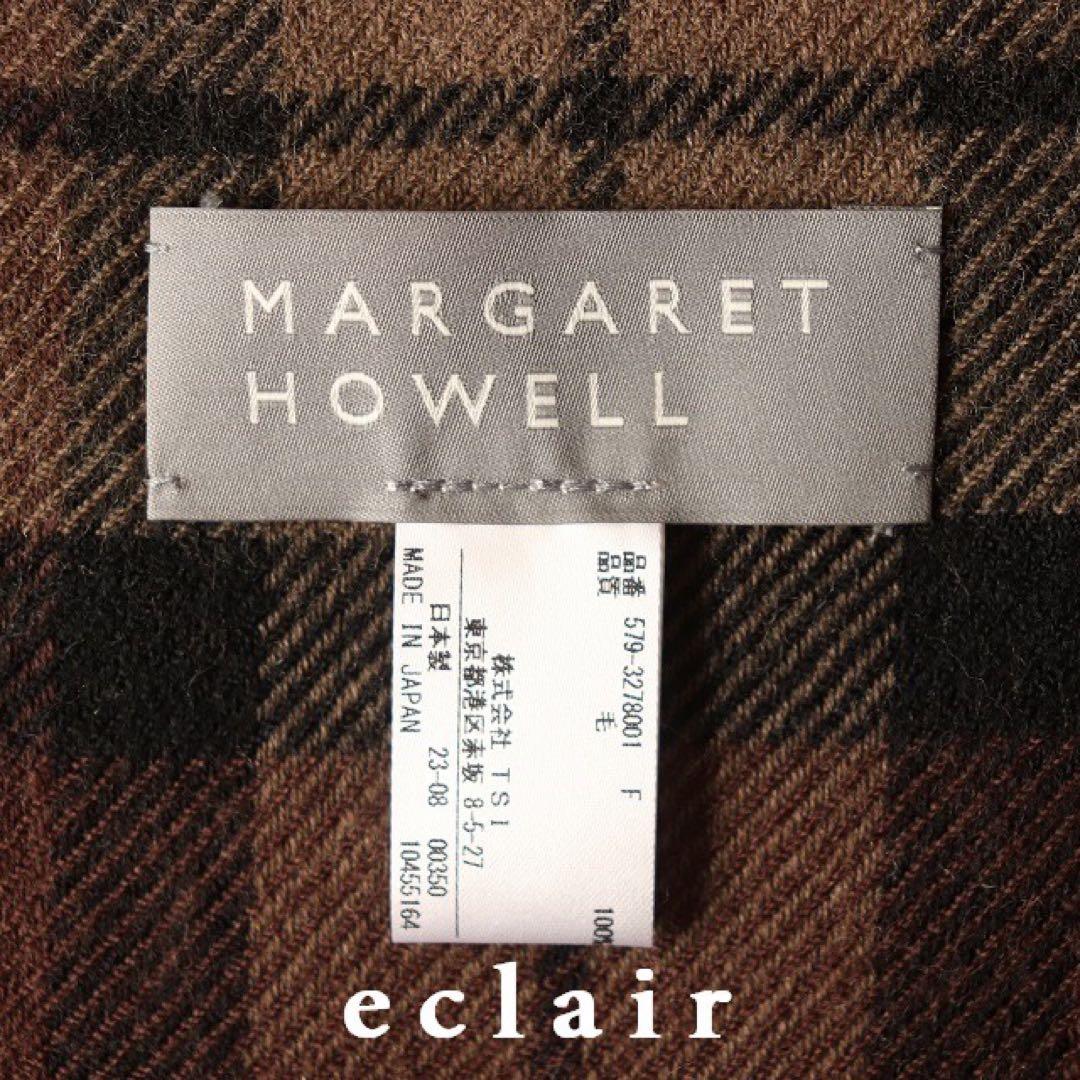 MARGARET
HOWELL
品番 579-3278001 F
品質 毛 100%
株式会社 TSI
東京都港区赤坂 8-5-27
日本製 23-08 00350
MADE IN JAPAN 10455164
eclair